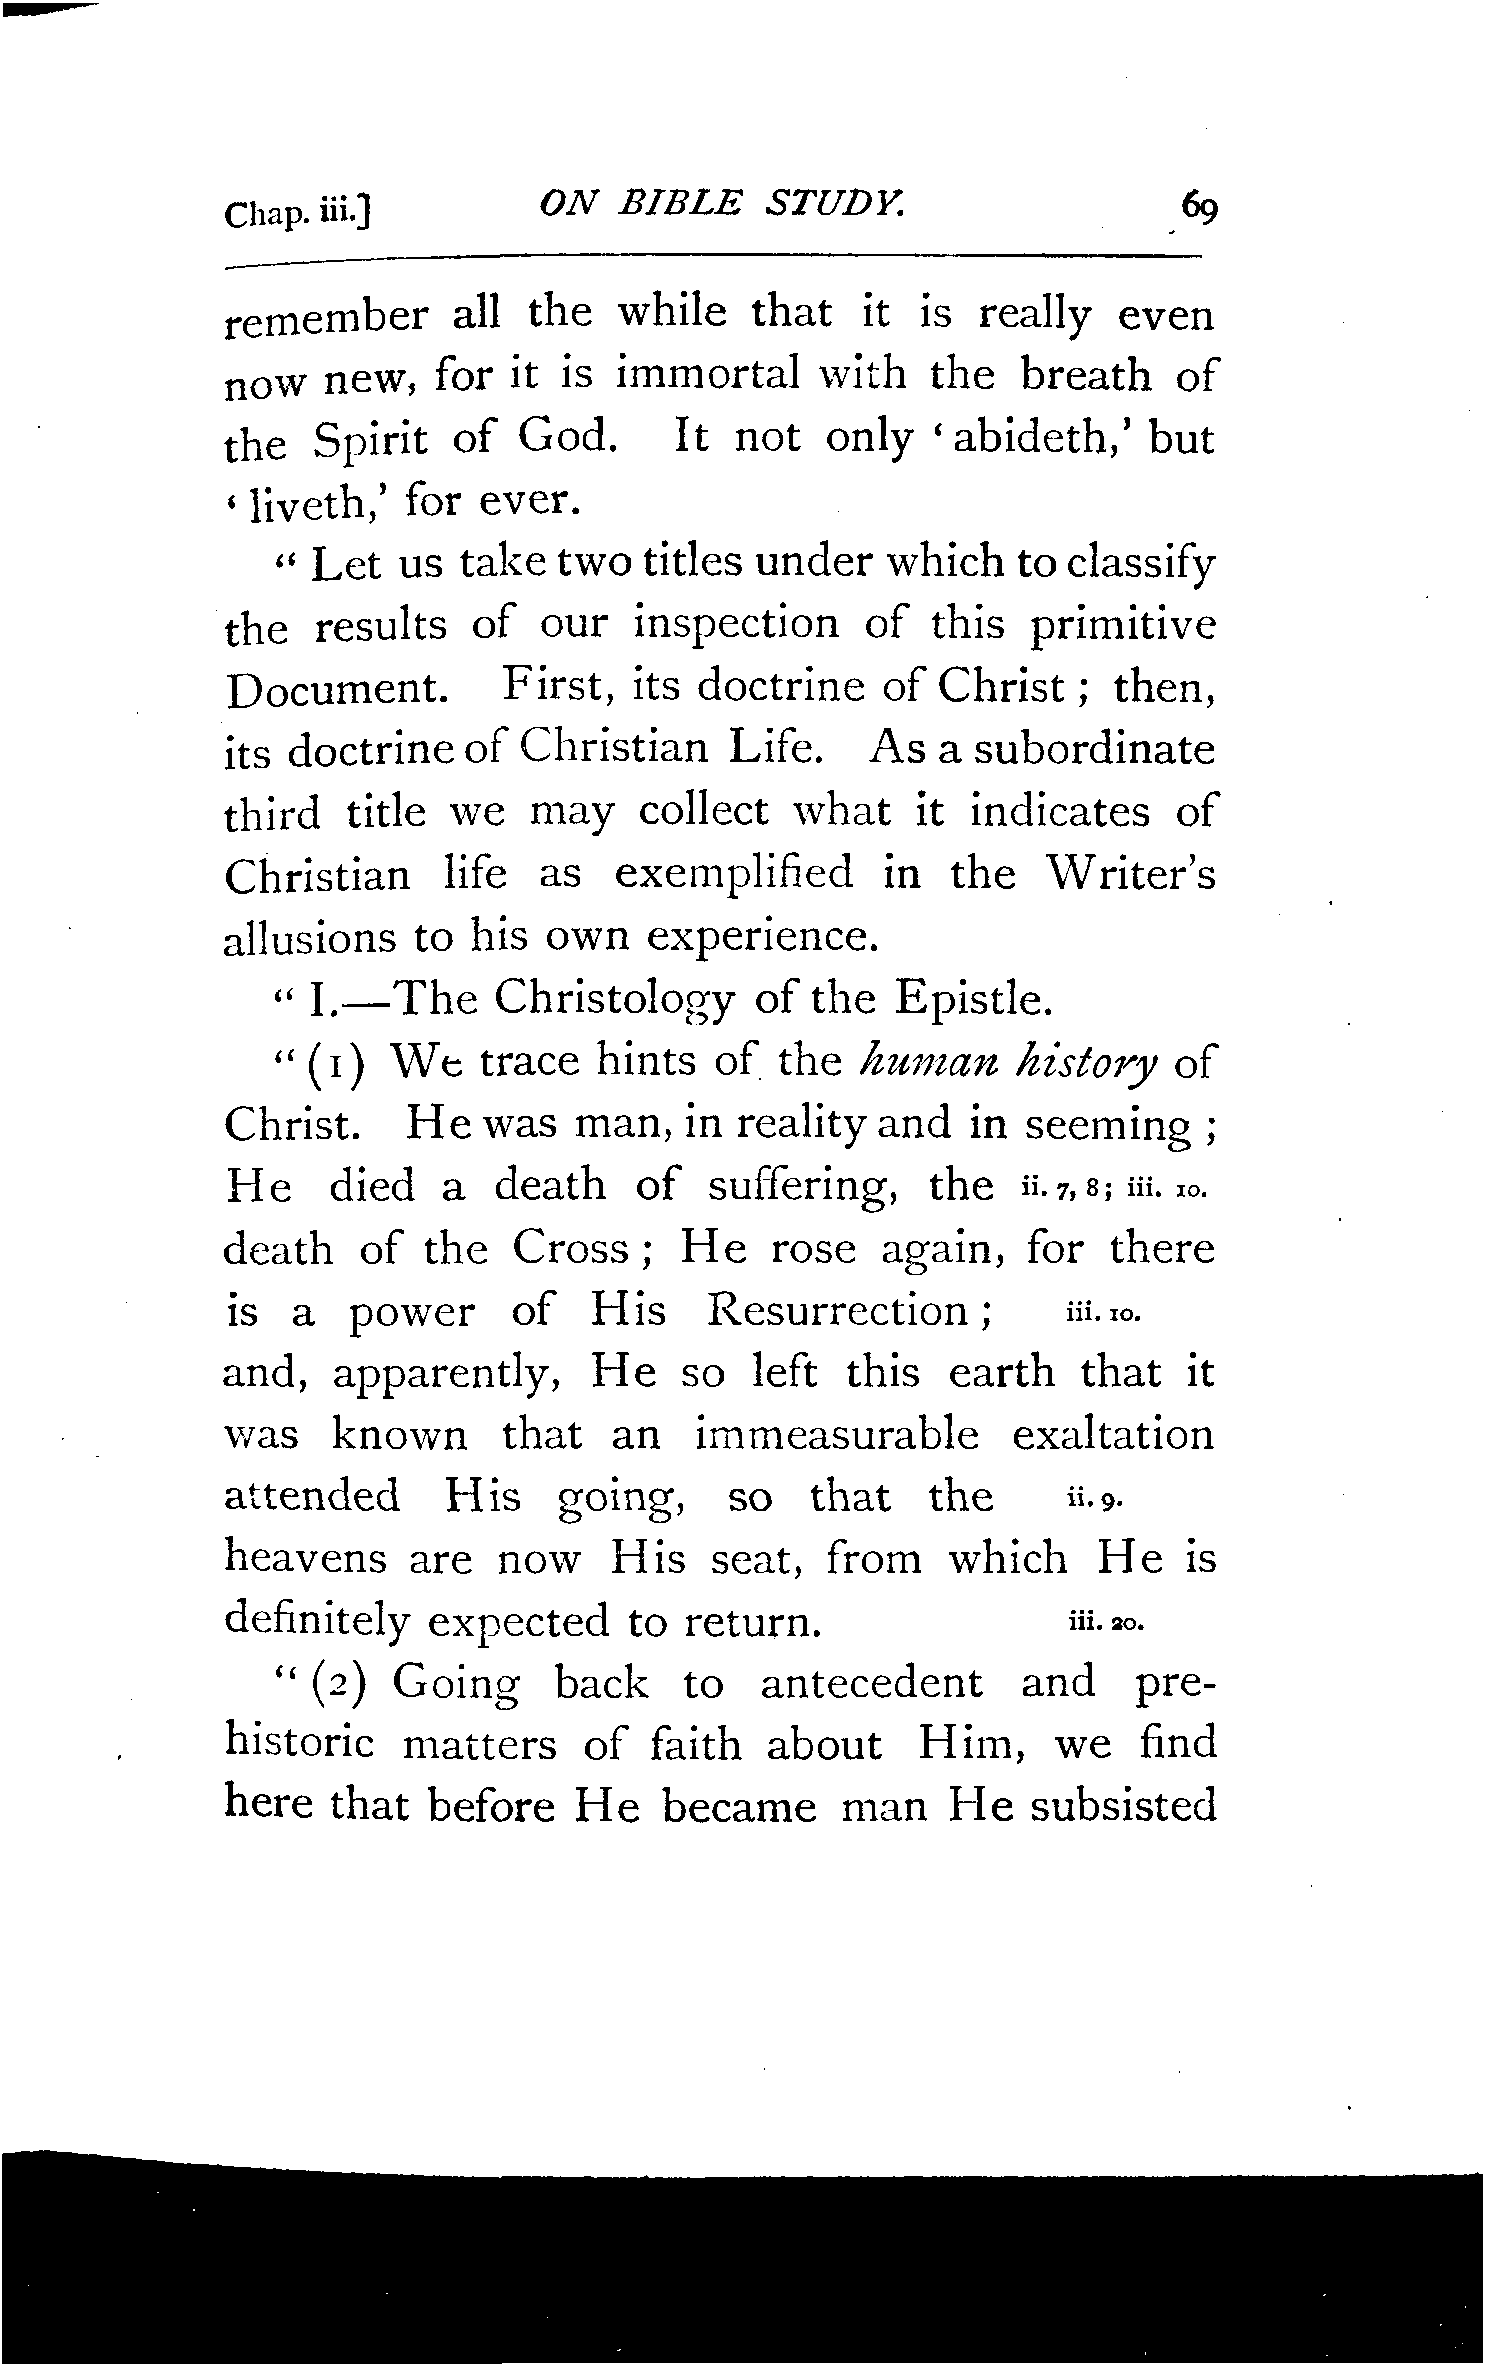 Chap. iii.] ON BIBLE STUDY. 69
remember all the while that it is really even
now new, for it is immortal with the breath of
the Spirit of God. It not only ‘ abideth,’ but
‘ liveth,’ for ever.
“ Let us take two titles under which to classify
the results of our inspection of this primitive
Document. First, its doctrine of Christ ; then,
its doctrine of Christian Life. As a subordinate
third title we may collect what it indicates of
Christian life as exemplified in the Writer’s
allusions to his own experience.
“ I.—The Christology of the Epistle.
“ (1) We trace hints of the human history of
Christ. He was man, in reality and in seeming ;
He died a death of suffering, the ii. 7, 8; iii. 10.
death of the Cross ; He rose again, for there
is a power of His Resurrection ; iii. 10.
and, apparently, He so left this earth that it
was known that an immeasurable exaltation
attended His going, so that the ii. 9.
heavens are now His seat, from which He is
definitely expected to return. iii. 20.
“ (2) Going back to antecedent and pre-
historic matters of faith about Him, we find
here that before He became man He subsisted